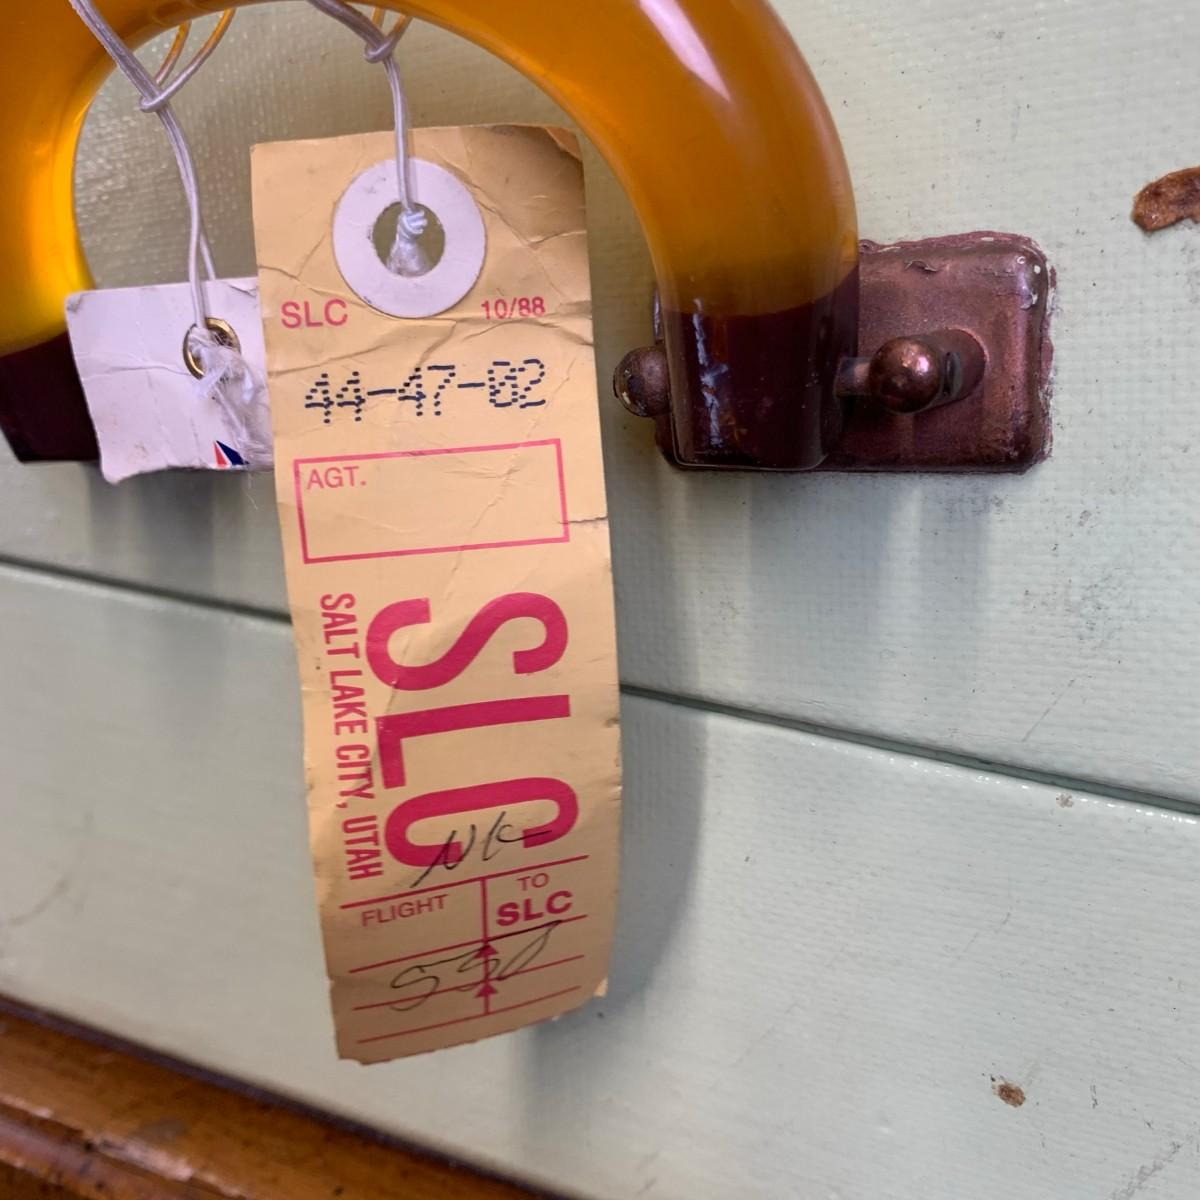 SLC 10/88
44-47-02
AGT.
SLC
SALT LAKE CITY, UTAH
FLIGHT
TO
SLC